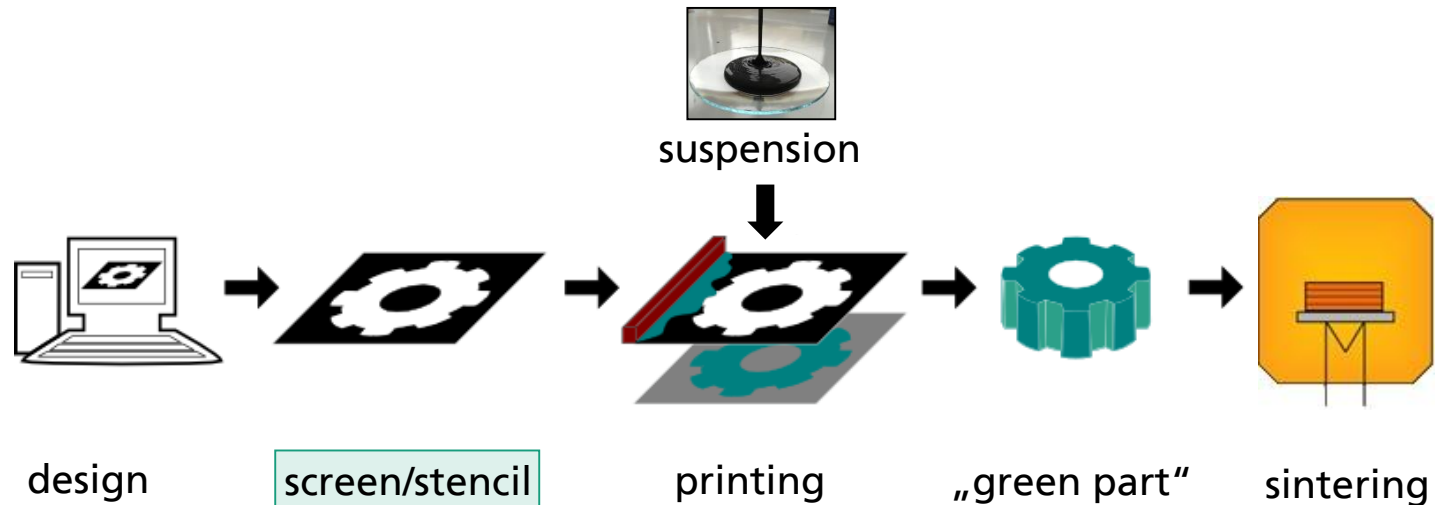 suspension
design
screen/stencil
printing
„green part“
sintering